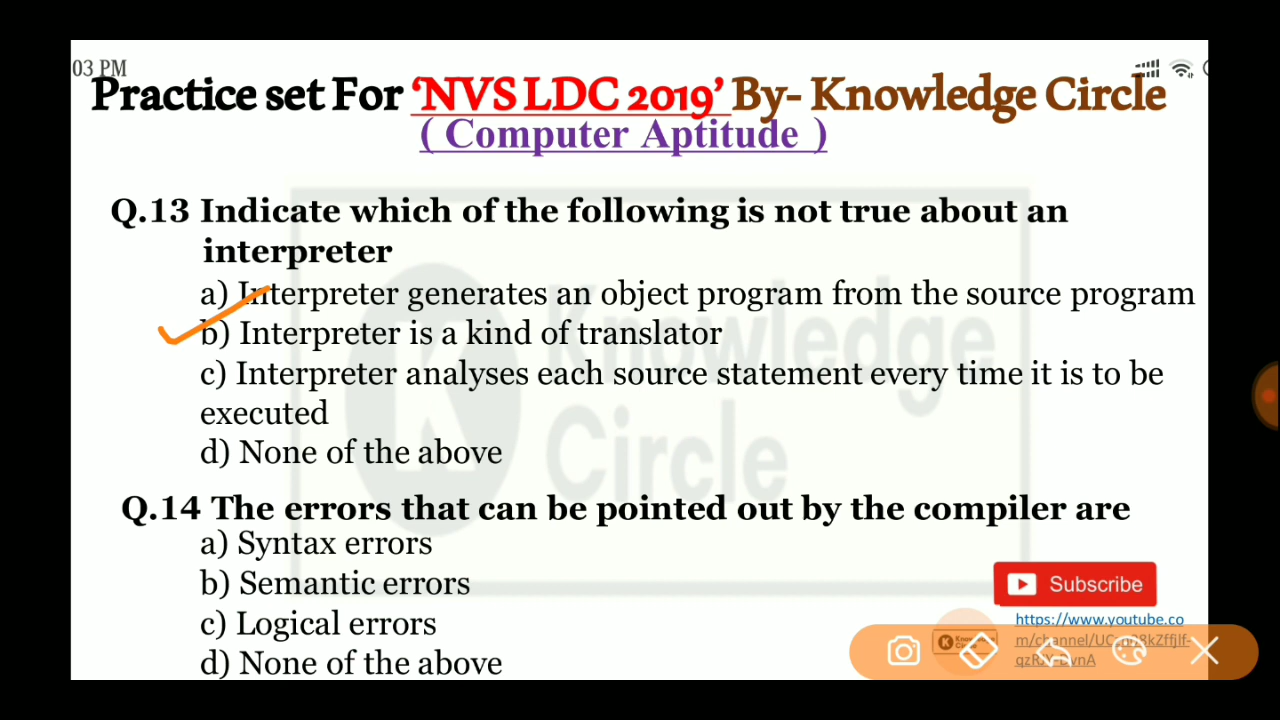 03 PM
Practice set For ‘NVS LDC 2019’ By- Knowledge Circle
( Computer Aptitude )
Q.13 Indicate which of the following is not true about an
interpreter
a) Interpreter generates an object program from the source program
b) Interpreter is a kind of translator
c) Interpreter analyses each source statement every time it is to be
executed
d) None of the above
Knowledge
Circle
Q.14 The errors that can be pointed out by the compiler are
a) Syntax errors
b) Semantic errors
c) Logical errors
d) None of the above
Subscribe
https://www.youtube.co